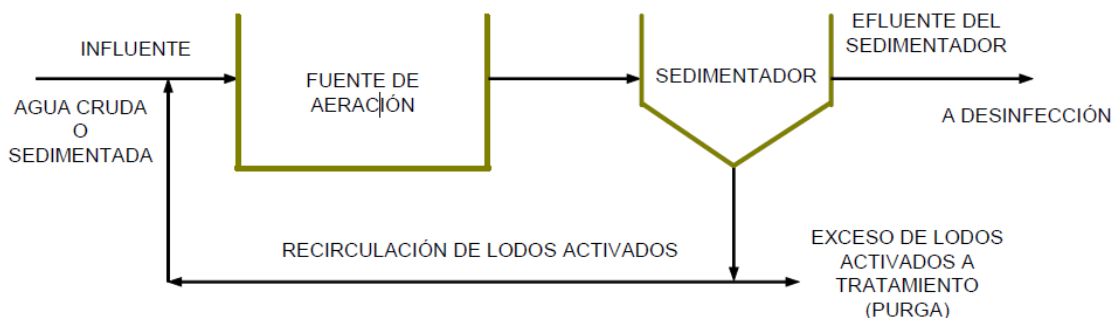 INFLUENTE
AGUA CRUDA
O
SEDIMENTADA
FUENTE DE
AERACIÓN
SEDIMENTADOR
EFLUENTE DEL
SEDIMENTADOR
A DESINFECCIÓN
RECIRCULACIÓN DE LODOS ACTIVADOS
EXCESO DE LODOS
ACTIVADOS A
TRATAMIENTO
(PURGA)